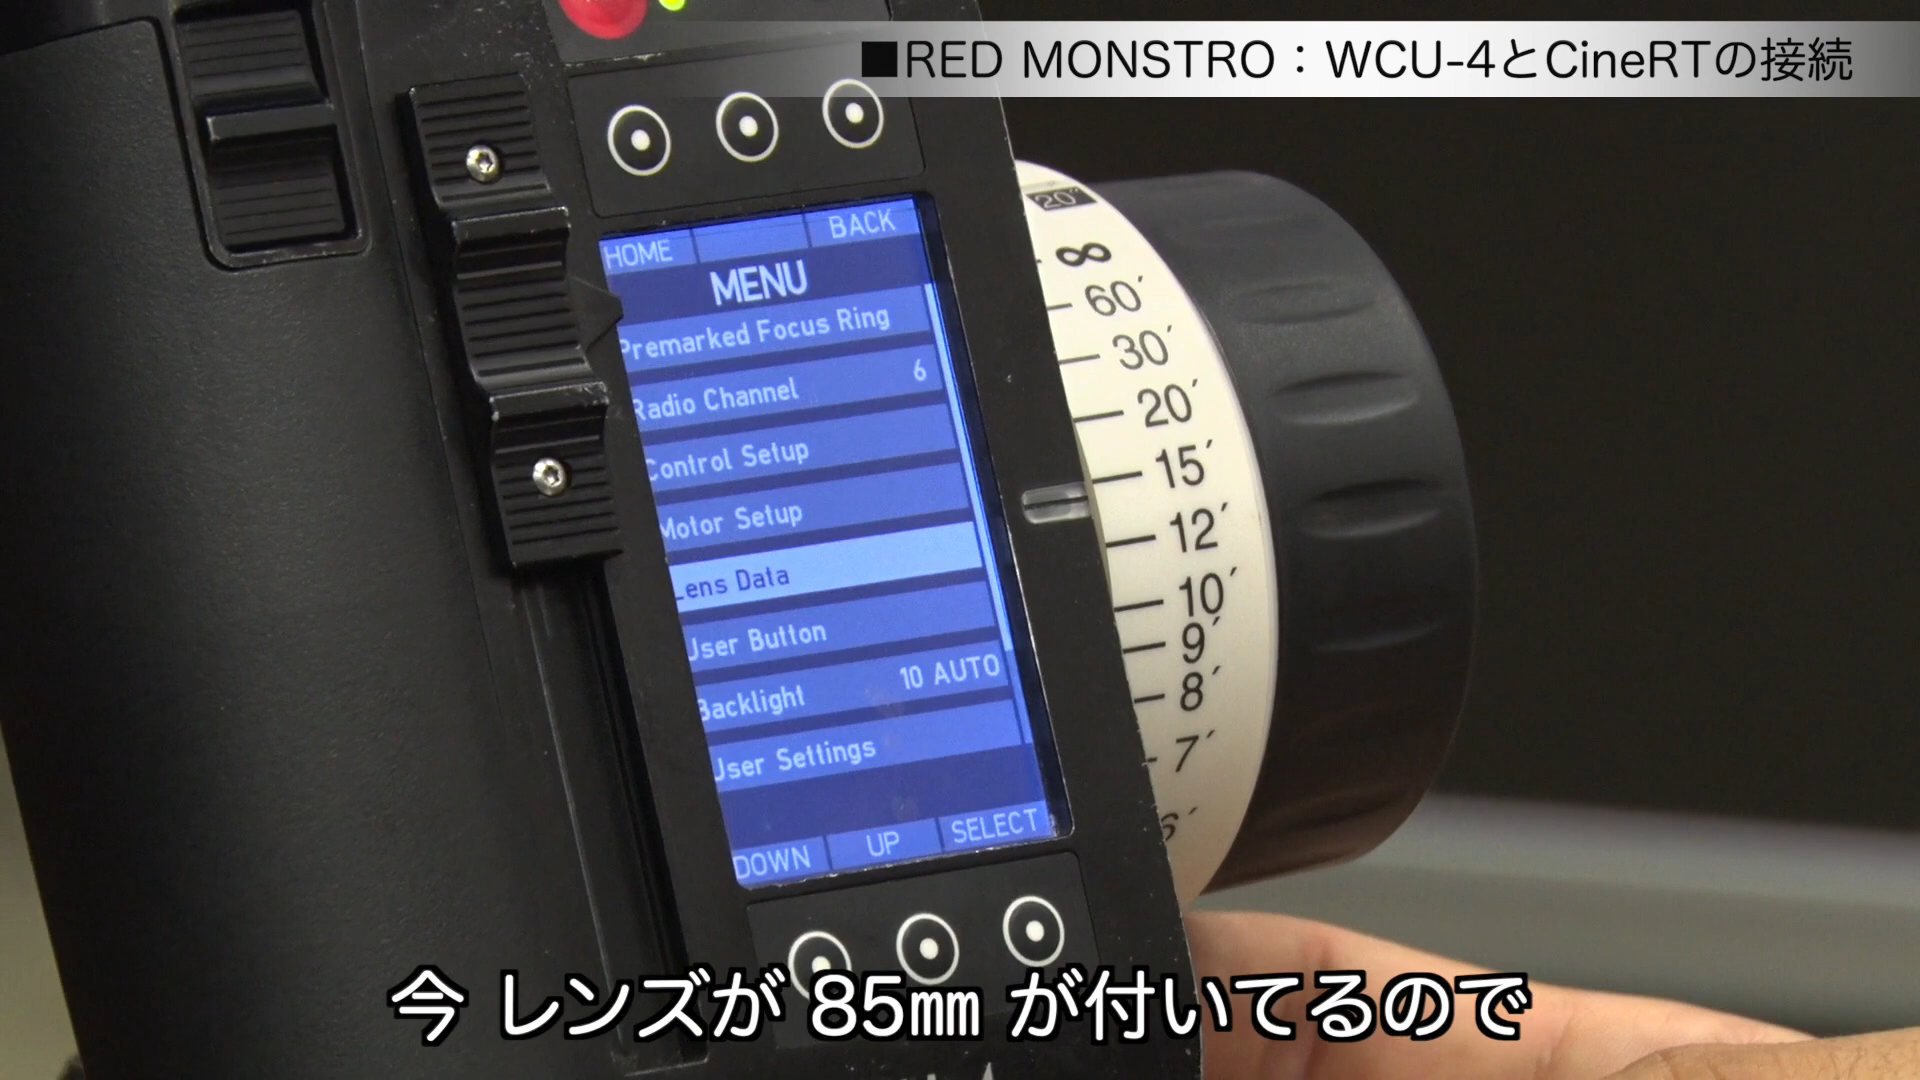 ■RED MONSTRO：WCU-4とCineRTの接続
HOME
BACK
MENU
Premarked Focus Ring
Radio Channel 6
Control Setup
Motor Setup
Lens Data
User Button
Backlight 10 AUTO
User Settings
DOWN UP SELECT
20"
∞
60´
30´
20´
15´
12´
10´
9´
8´
7´
6´
今 レンズが 85㎜ が付いてるので